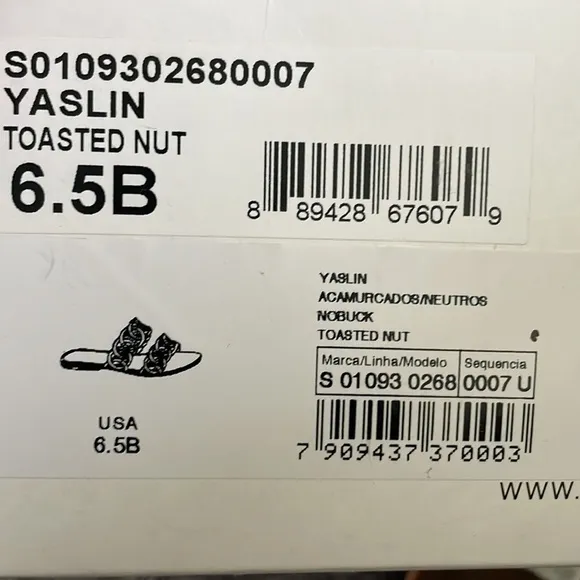 S0109302680007
YASLIN
TOASTED NUT
6.5B
8 89428 67607 9
YASLIN
ACAMURCADOS/NEUTROS
NOBUCK
TOASTED NUT
e
Marca/Linha/Modelo Sequencia
S 01093 0268 0007 U
USA
6.5B
7 909437 370003
WWW.